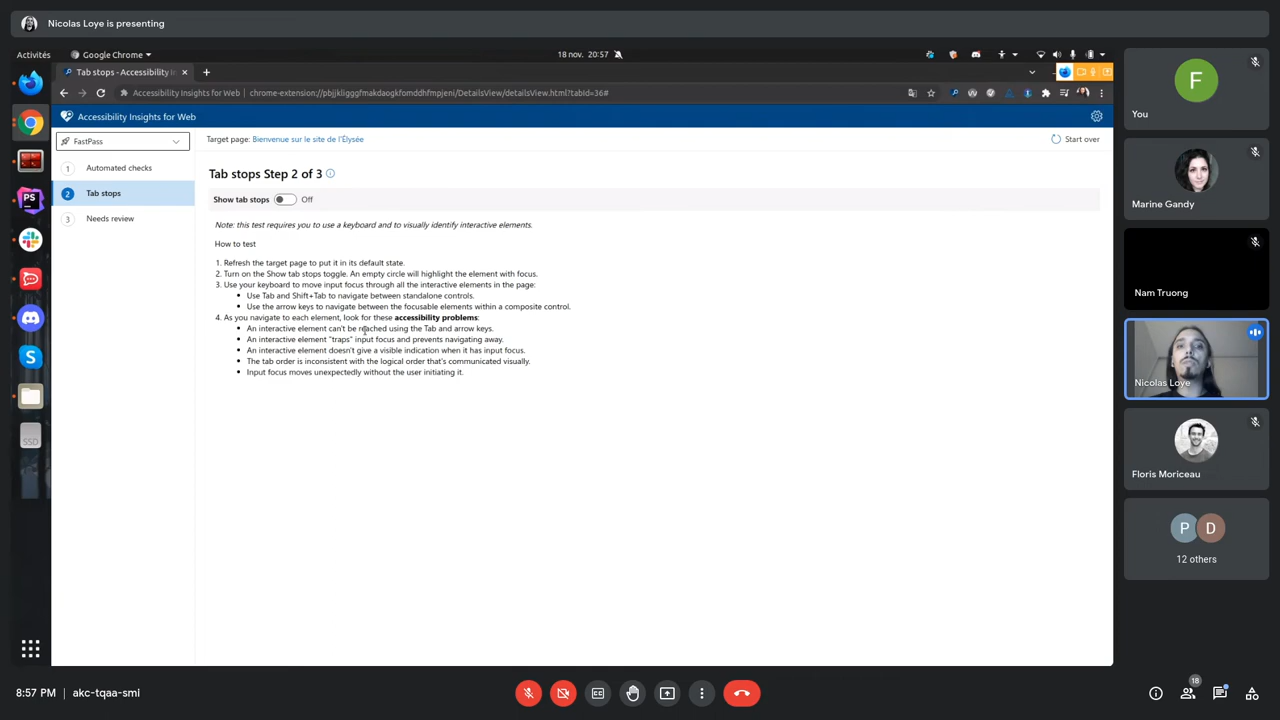 Nicolas Loye is presenting
Activités
Google Chrome
18 nov. 20:57
Tab stops - Accessibility In
Accessibility Insights for Web
chrome-extension://pbjjkligggfmakdaogkfomddhfmpjeni/DetailsView/detailsView.html?tabId=36#
Accessibility Insights for Web
FastPass
Target page: Bienvenue sur le site de l'Élysée
Start over
1 Automated checks
2 Tab stops
3 Needs review
Tab stops Step 2 of 3
Show tab stops Off
Note: this test requires you to use a keyboard and to visually identify interactive elements.
How to test
1. Refresh the target page to put it in its default state.
2. Turn on the Show tab stops toggle. An empty circle will highlight the element with focus.
3. Use your keyboard to move input focus through all the interactive elements in the page:
• Use Tab and Shift+Tab to navigate between standalone controls.
• Use the arrow keys to navigate between the focusable elements within a composite control.
4. As you navigate to each element, look for these accessibility problems:
• An interactive element can't be reached using the Tab and arrow keys.
• An interactive element "traps" input focus and prevents navigating away.
• An interactive element doesn't give a visible indication when it has input focus.
• The tab order is inconsistent with the logical order that's communicated visually.
• Input focus moves unexpectedly without the user initiating it.
PS
S
SSD
F
You
Marine Gandy
Nam Truong
Nicolas Loye
Floris Moriceau
P D
12 others
8:57 PM | akc-tqaa-smi
CC
18